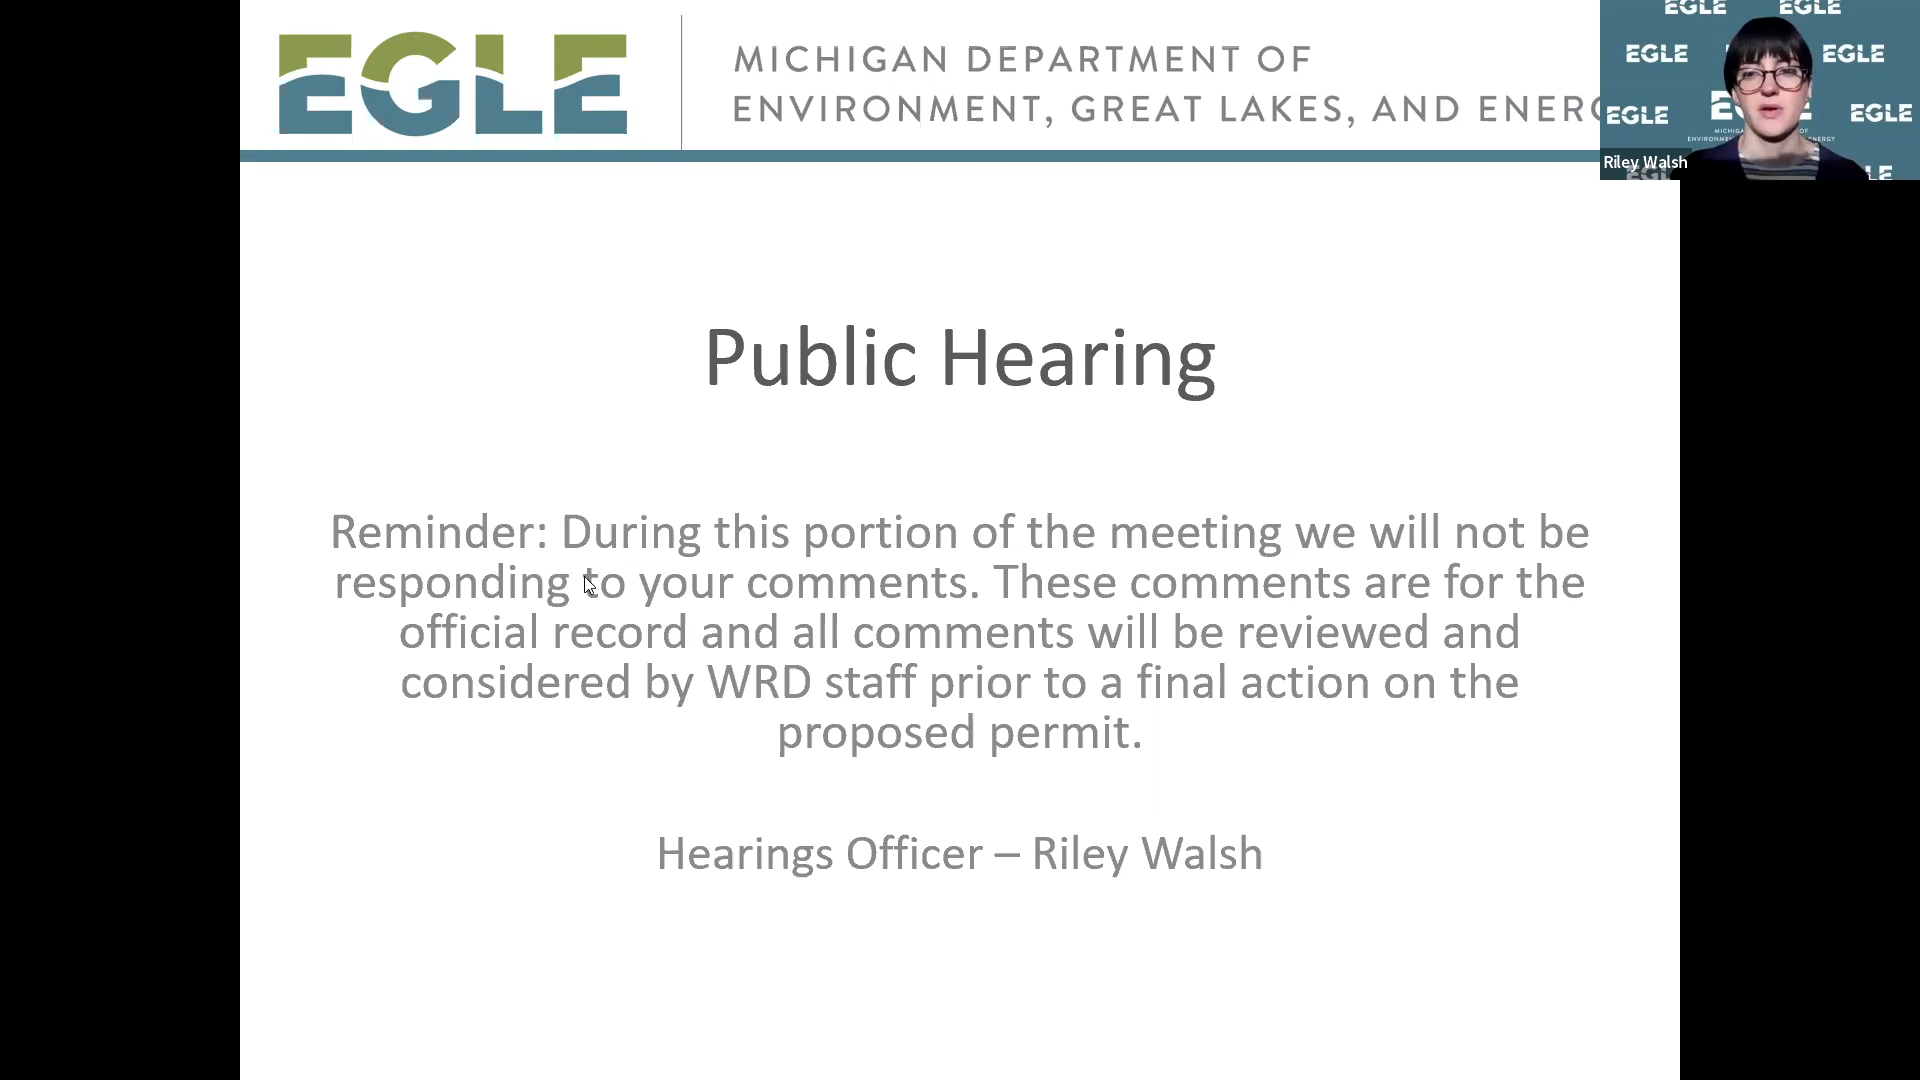 EGLE
MICHIGAN DEPARTMENT OF
ENVIRONMENT, GREAT LAKES, AND ENERG
EGLE EGLE
EGLE EGLE
EGLE EGLE
Riley Walsh
Public Hearing
Reminder: During this portion of the meeting we will not be
responding to your comments. These comments are for the
official record and all comments will be reviewed and
considered by WRD staff prior to a final action on the
proposed permit.
Hearings Officer – Riley Walsh